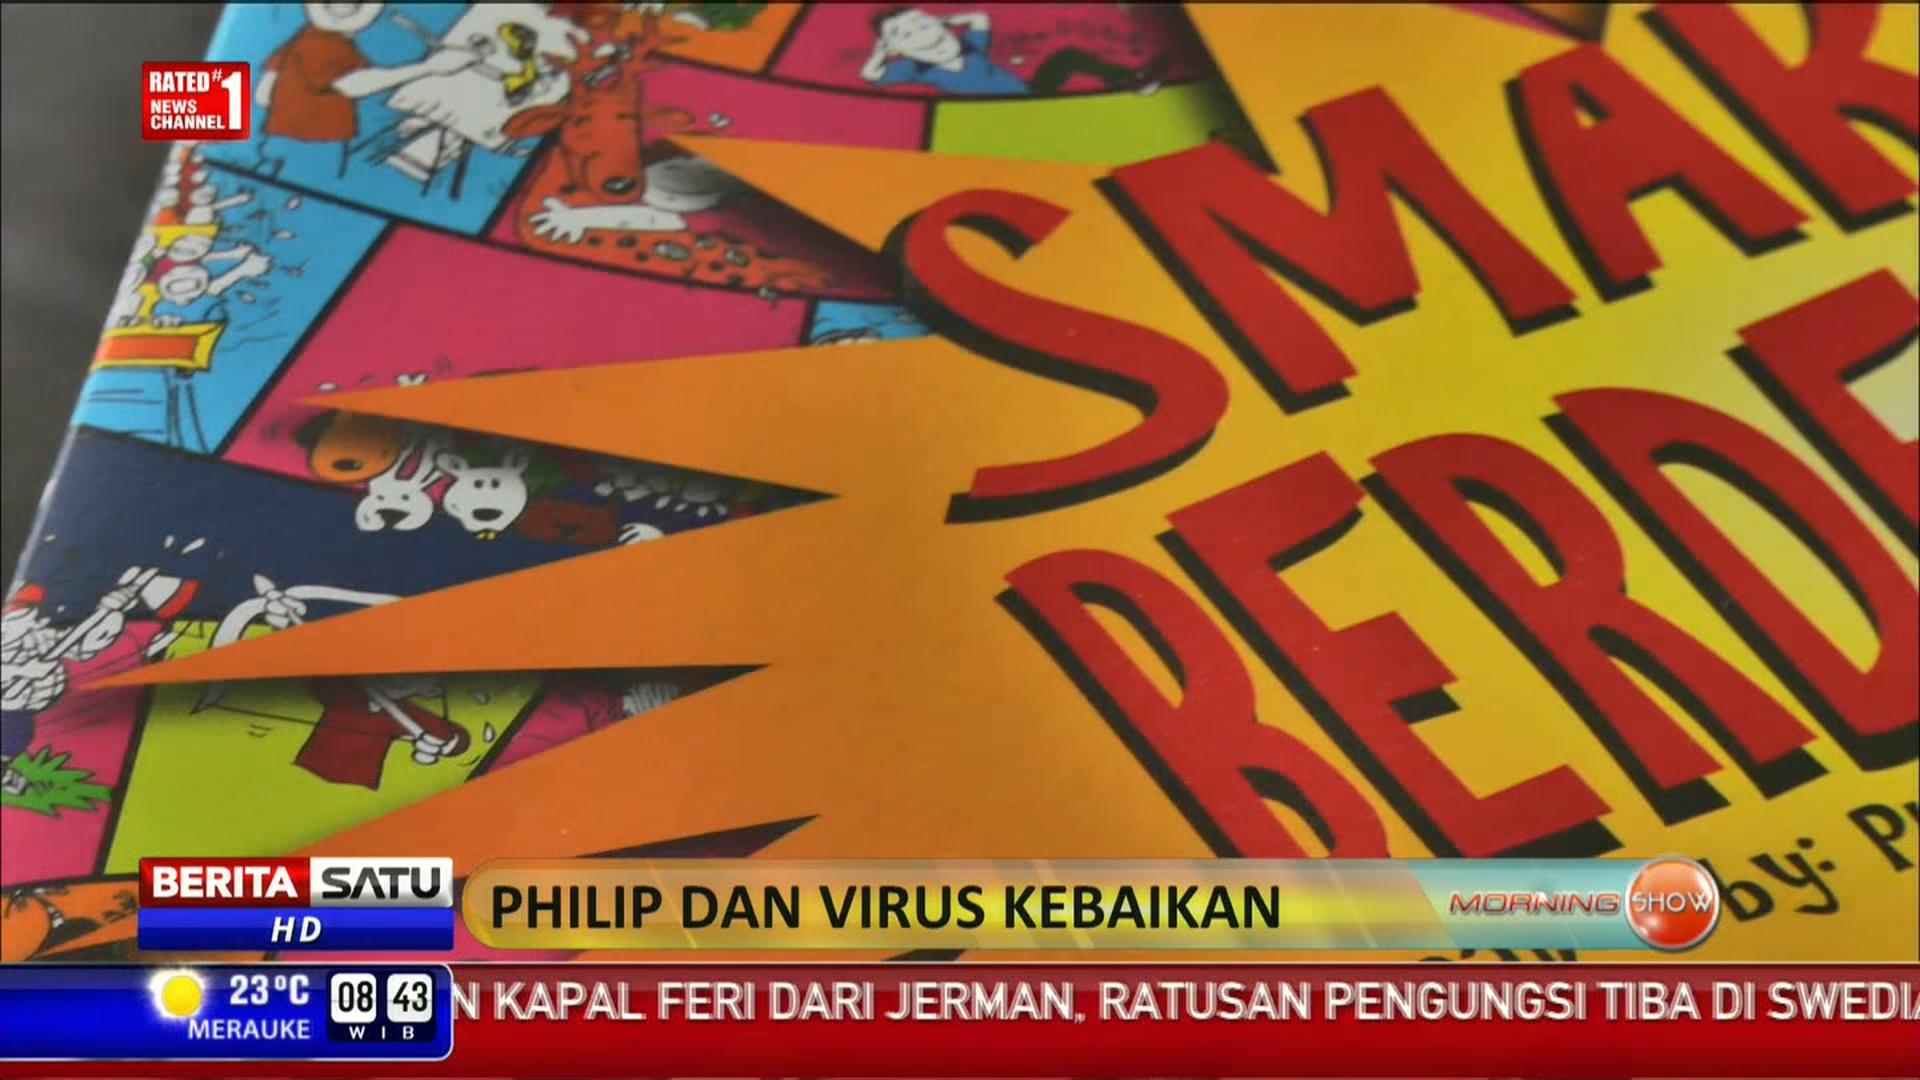 RATED #1
NEWS
CHANNEL
SMAR
BERDE
by: P
BERITA SATU
HD
PHILIP DAN VIRUS KEBAIKAN
MORNING SHOW
23°C
MERAUKE
08 43
WIB
N KAPAL FERI DARI JERMAN, RATUSAN PENGUNGSI TIBA DI SWEDIA